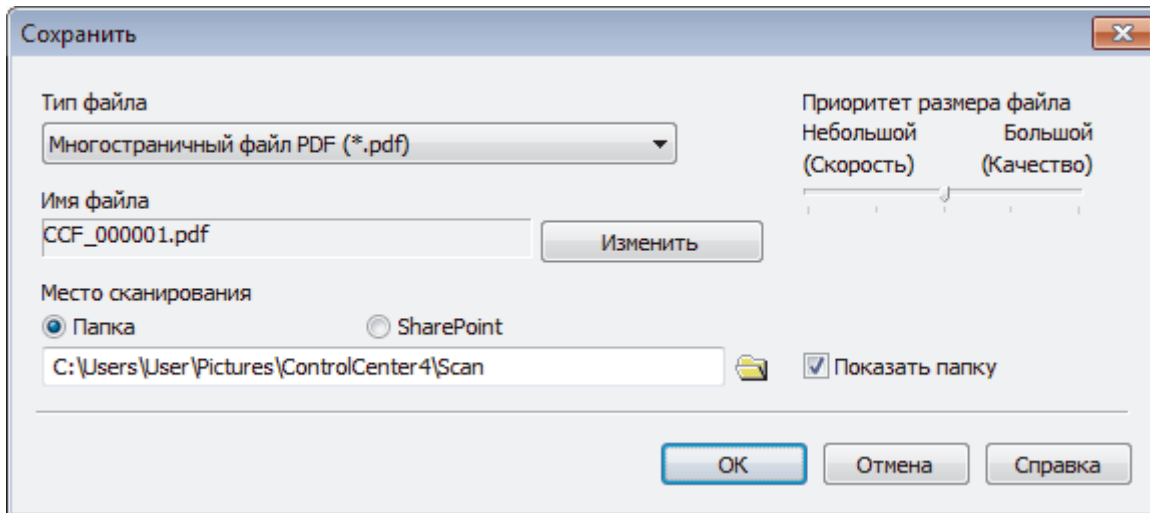 Сохранить
Тип файла
Многостраничный файл PDF (*.pdf)
Приоритет размера файла
Небольшой Большой
(Скорость) (Качество)
Имя файла
CCF_000001.pdf
Изменить
Место сканирования
Папка SharePoint
C:\Users\User\Pictures\ControlCenter4\Scan
Показать папку
ОК Отмена Справка